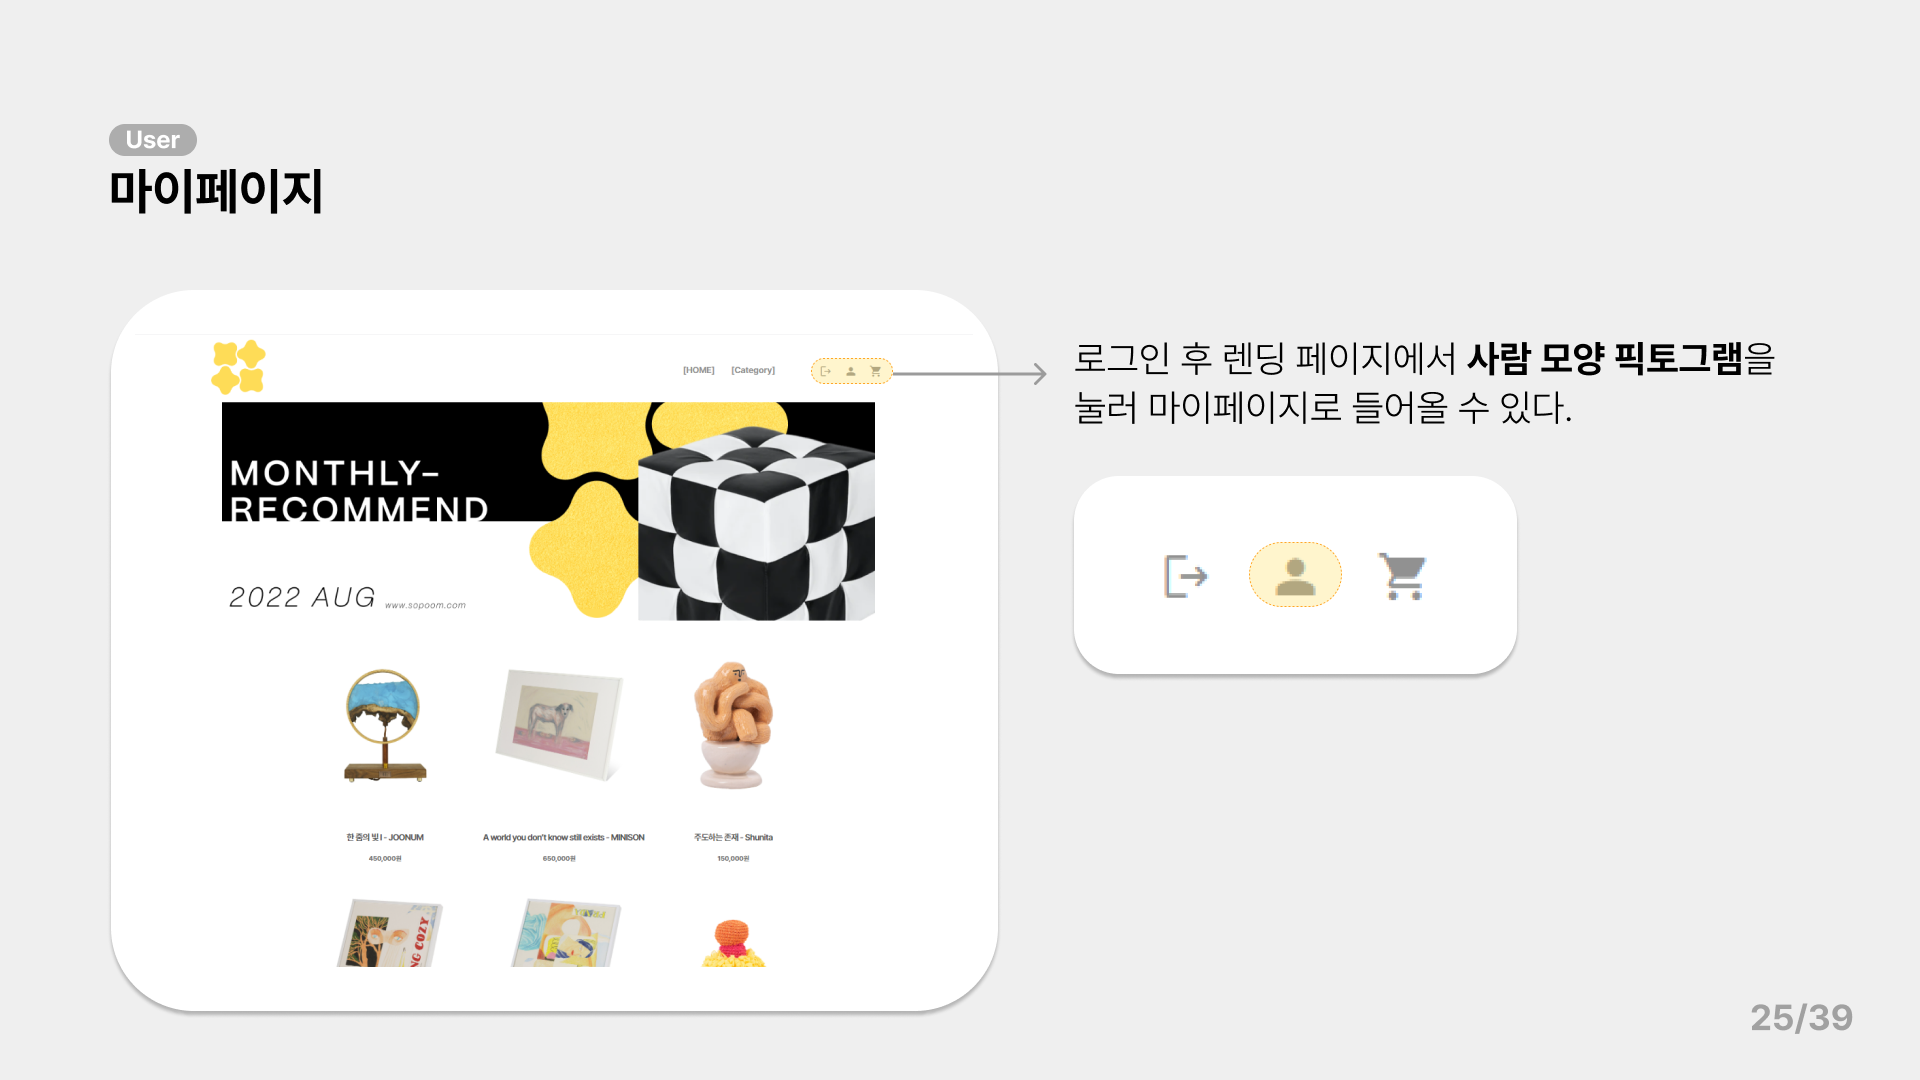 User
마이페이지
[HOME] [Category]
MONTHLY–
RECOMMEND
2022 AUG www.sopoom.com
한 줌의 빛 I - JOONUM
450,000원
A world you don't know still exists - MINISON
650,000원
주도하는 존재 - Shunita
150,000원
NG COZY
로그인 후 렌딩 페이지에서 사람 모양 픽토그램을
눌러 마이페이지로 들어올 수 있다.
25/39